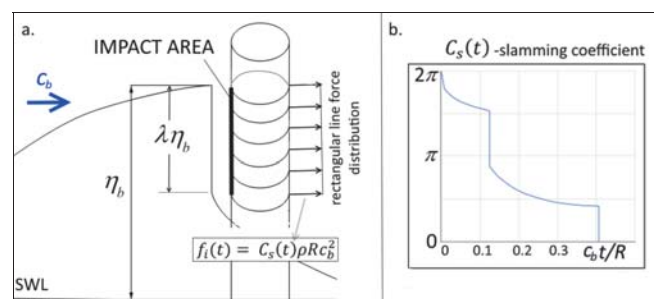 a.
IMPACT AREA
C_b
λη_b
η_b
rectangular line force
distribution
f_i(t) = C_s(t)ρRc_b^2
SWL
b.
C_s(t) -slamming coefficient
2π
π
0
0 0.1 0.2 0.3 c_b t/R